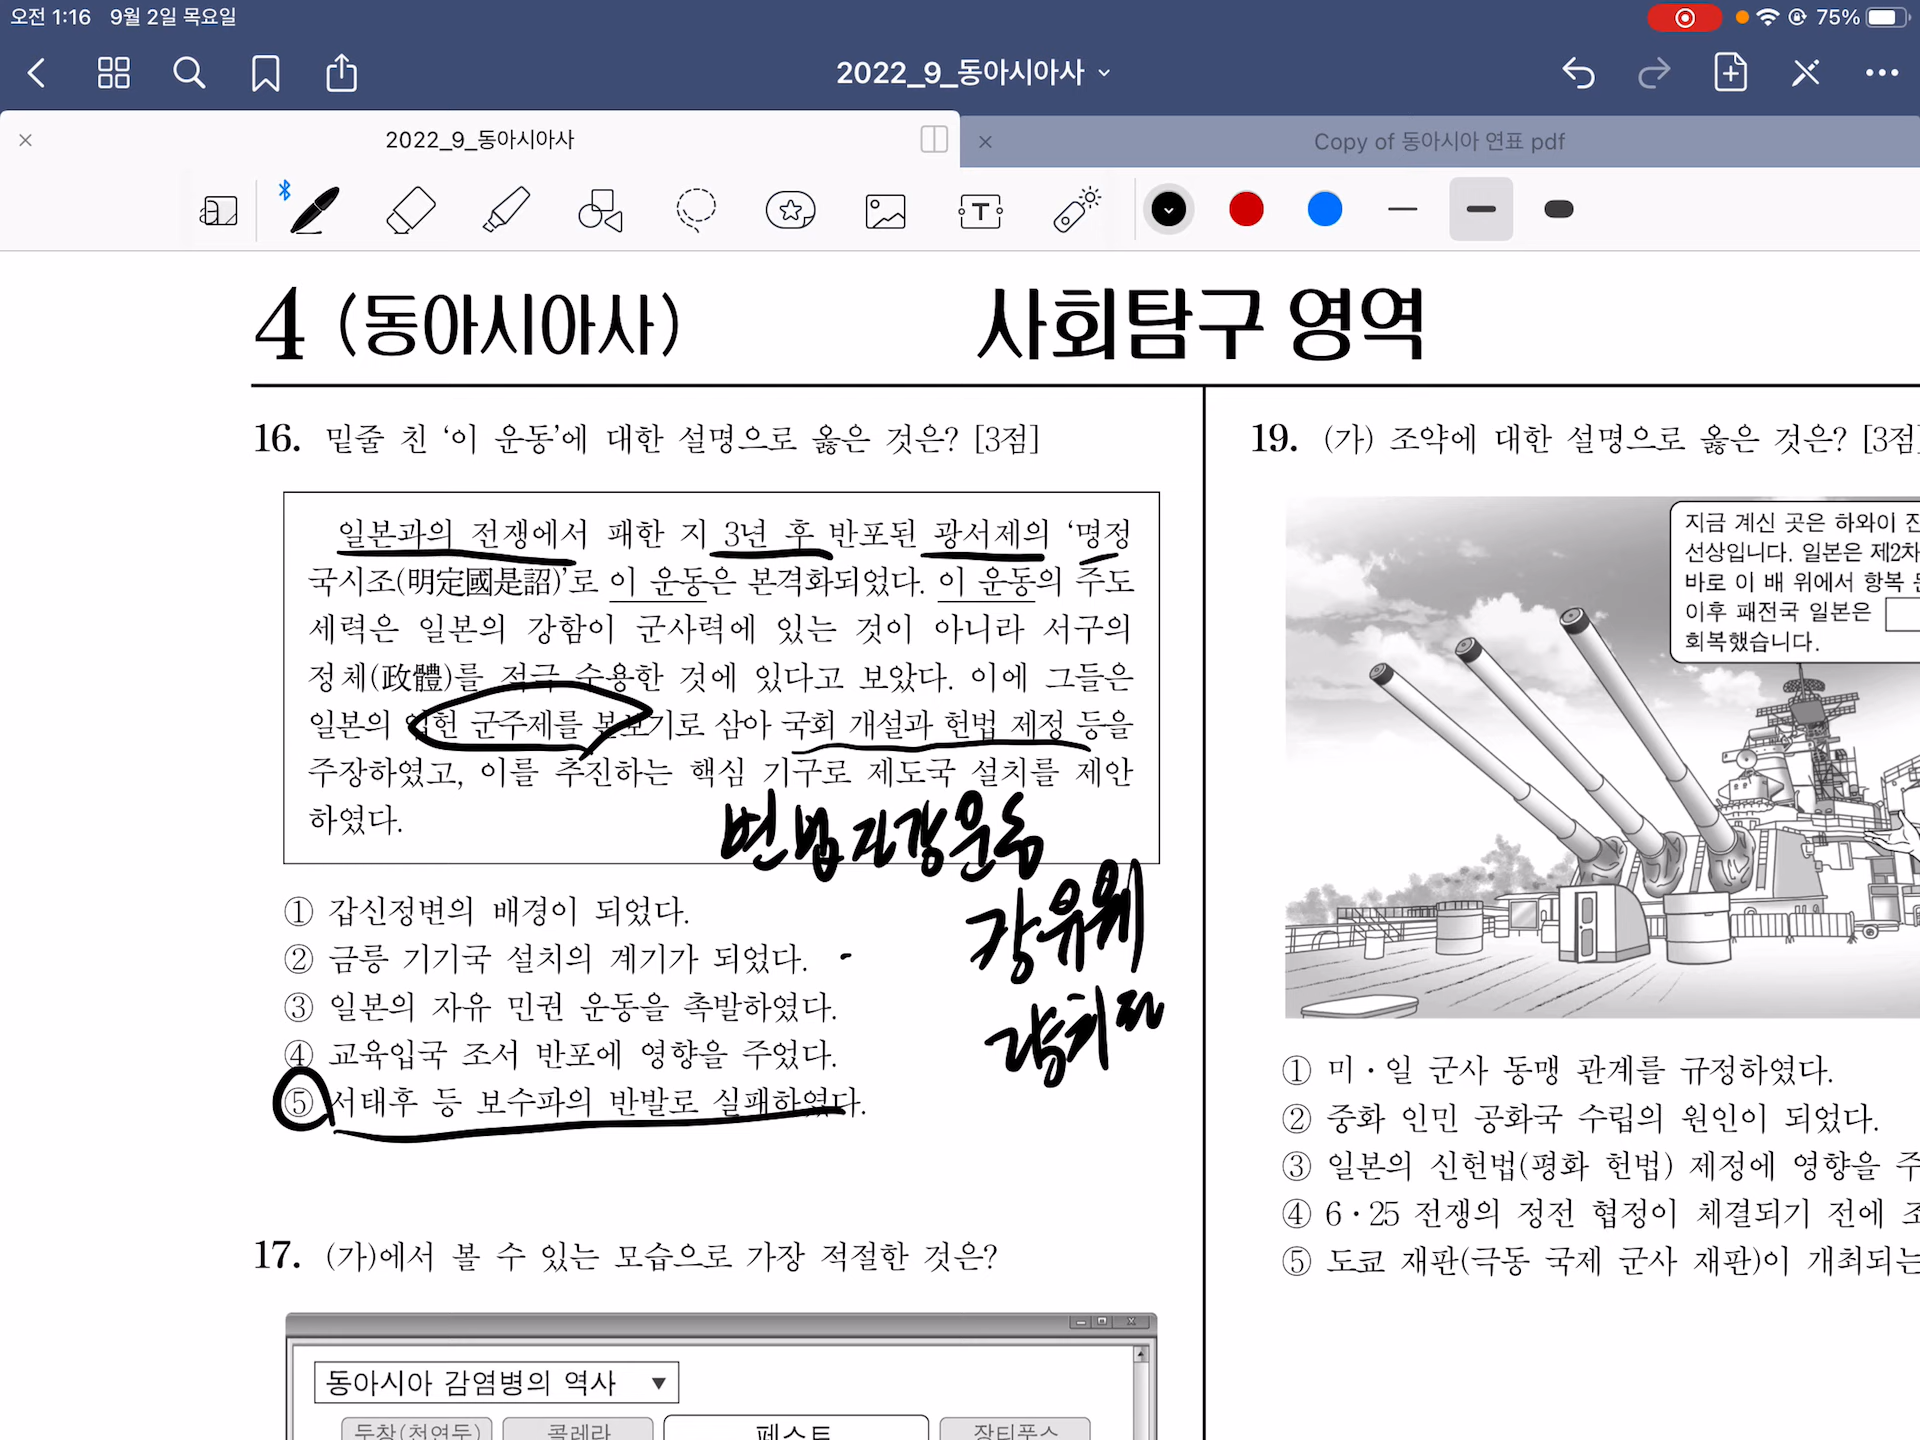 오전 1:16 9월 2일 목요일
75%
2022_9_동아시아사
2022_9_동아시아사
Copy of 동아시아 연표 pdf
4 (동아시아사)
사회탐구 영역
16. 밑줄 친 '이 운동'에 대한 설명으로 옳은 것은? [3점]
일본과의 전쟁에서 패한 지 3년 후 반포된 광서제의 '명정
국시조(明定國是詔)'로 이 운동은 본격화되었다. 이 운동의 주도
세력은 일본의 강함이 군사력에 있는 것이 아니라 서구의
정체(政體)를 적극 수용한 것에 있다고 보았다. 이에 그들은
일본의 입헌 군주제를 본보기로 삼아 국회 개설과 헌법 제정 등을
주장하였고, 이를 추진하는 핵심 기구로 제도국 설치를 제안
하였다.
변법자강운동
캉유웨이
량치차
① 갑신정변의 배경이 되었다.
② 금릉 기기국 설치의 계기가 되었다.
③ 일본의 자유 민권 운동을 촉발하였다.
④ 교육입국 조서 반포에 영향을 주었다.
⑤ 서태후 등 보수파의 반발로 실패하였다.
17. (가)에서 볼 수 있는 모습으로 가장 적절한 것은?
동아시아 감염병의 역사 ▼
두창(천연두) 콜레라 페스트 장티푸스
19. (가) 조약에 대한 설명으로 옳은 것은? [3점]
지금 계신 곳은 하와이 진
선상입니다. 일본은 제2차
바로 이 배 위에서 항복 문
이후 패전국 일본은
회복했습니다.
① 미·일 군사 동맹 관계를 규정하였다.
② 중화 인민 공화국 수립의 원인이 되었다.
③ 일본의 신헌법(평화 헌법) 제정에 영향을 주
④ 6·25 전쟁의 정전 협정이 체결되기 전에 조
⑤ 도쿄 재판(극동 국제 군사 재판)이 개최되는